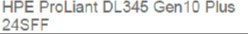 HPE ProLiant DL345 Gen10 Plus
24SFF